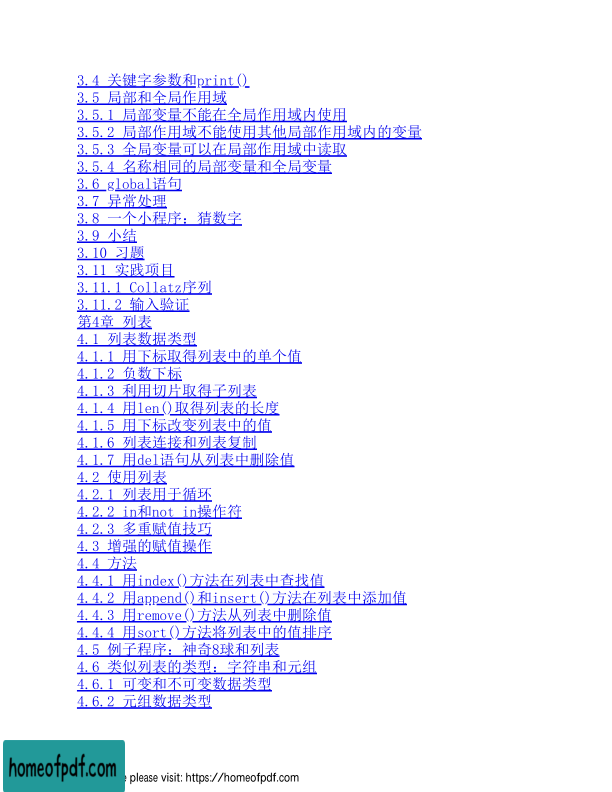 3.4 关键字参数和print()
3.5 局部和全局作用域
3.5.1 局部变量不能在全局作用域内使用
3.5.2 局部作用域不能使用其他局部作用域内的变量
3.5.3 全局变量可以在局部作用域中读取
3.5.4 名称相同的局部变量和全局变量
3.6 global语句
3.7 异常处理
3.8 一个小程序：猜数字
3.9 小结
3.10 习题
3.11 实践项目
3.11.1 Collatz序列
3.11.2 输入验证
第4章 列表
4.1 列表数据类型
4.1.1 用下标取得列表中的单个值
4.1.2 负数下标
4.1.3 利用切片取得子列表
4.1.4 用len()取得列表的长度
4.1.5 用下标改变列表中的值
4.1.6 列表连接和列表复制
4.1.7 用del语句从列表中删除值
4.2 使用列表
4.2.1 列表用于循环
4.2.2 in和not in操作符
4.2.3 多重赋值技巧
4.3 增强的赋值操作
4.4 方法
4.4.1 用index()方法在列表中查找值
4.4.2 用append()和insert()方法在列表中添加值
4.4.3 用remove()方法从列表中删除值
4.4.4 用sort()方法将列表中的值排序
4.5 例子程序：神奇8球和列表
4.6 类似列表的类型：字符串和元组
4.6.1 可变和不可变数据类型
4.6.2 元组数据类型
homeofpdf.com
e please visit: https://homeofpdf.com